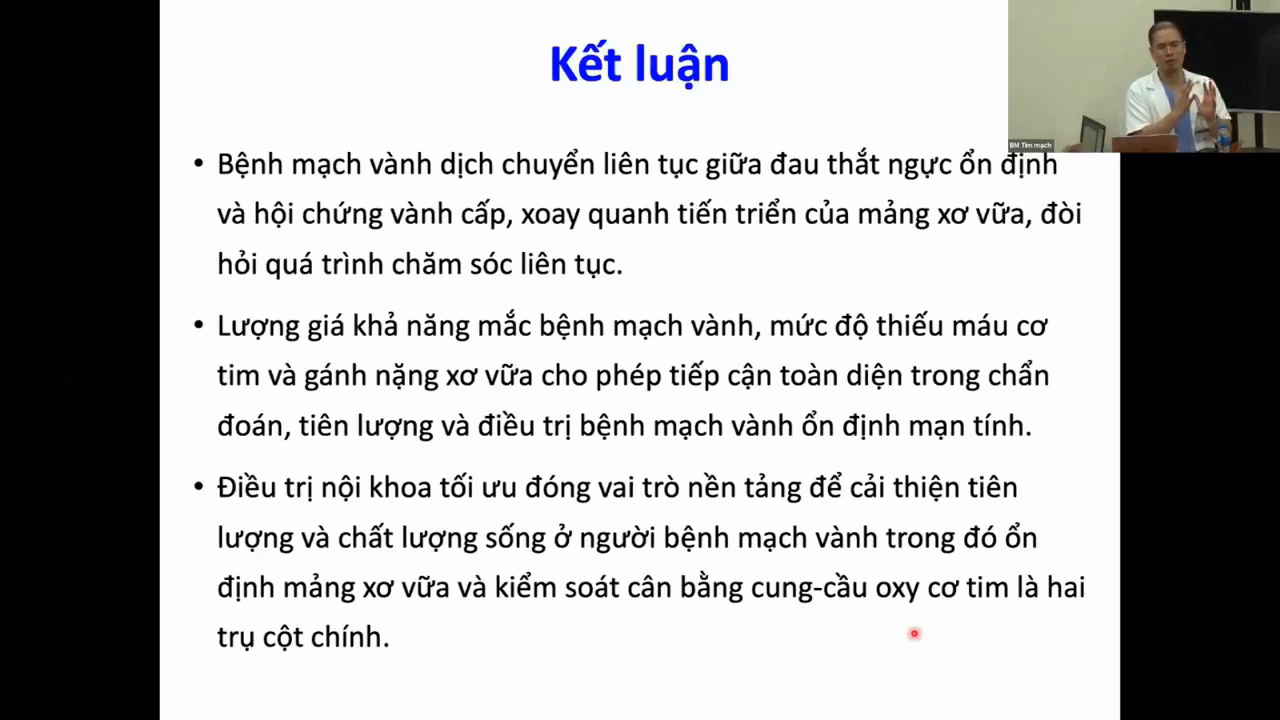 Kết luận
BM Tim mạch
• Bệnh mạch vành dịch chuyển liên tục giữa đau thắt ngực ổn định
và hội chứng vành cấp, xoay quanh tiến triển của mảng xơ vữa, đòi
hỏi quá trình chăm sóc liên tục.
• Lượng giá khả năng mắc bệnh mạch vành, mức độ thiếu máu cơ
tim và gánh nặng xơ vữa cho phép tiếp cận toàn diện trong chẩn
đoán, tiên lượng và điều trị bệnh mạch vành ổn định mạn tính.
• Điều trị nội khoa tối ưu đóng vai trò nền tảng để cải thiện tiên
lượng và chất lượng sống ở người bệnh mạch vành trong đó ổn
định mảng xơ vữa và kiểm soát cân bằng cung-cầu oxy cơ tim là hai
trụ cột chính.